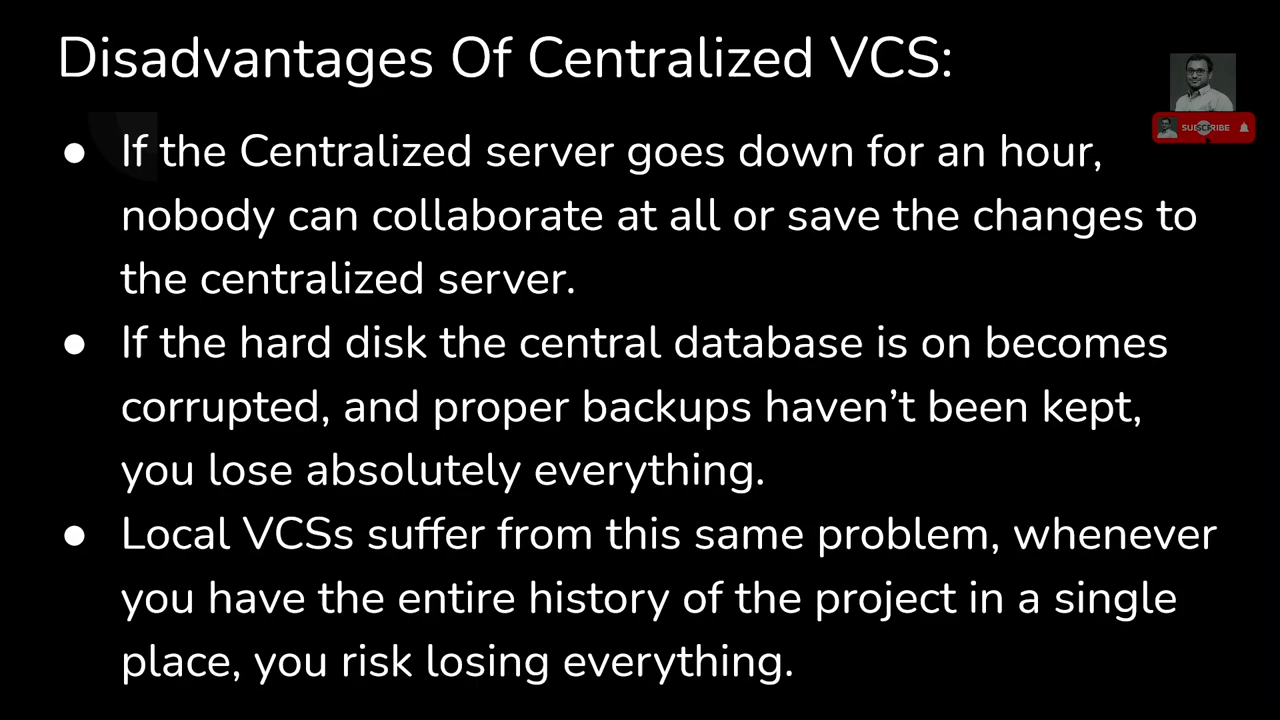 Disadvantages Of Centralized VCS:
● If the Centralized server goes down for an hour,
nobody can collaborate at all or save the changes to
the centralized server.
● If the hard disk the central database is on becomes
corrupted, and proper backups haven’t been kept,
you lose absolutely everything.
● Local VCSs suffer from this same problem, whenever
you have the entire history of the project in a single
place, you risk losing everything.
SUBSCRIBE